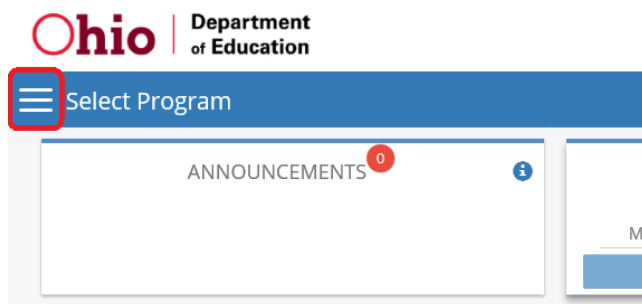 Ohio Department
of Education
Select Program
ANNOUNCEMENTS 0
M